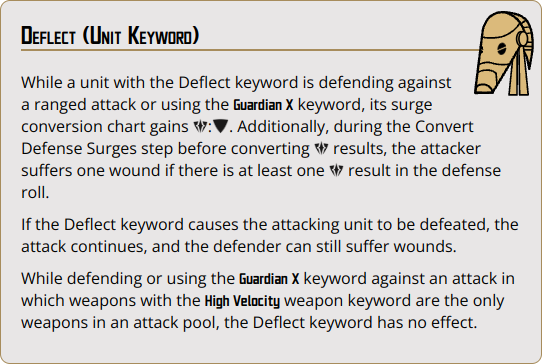 Deflect (Unit Keyword)
While a unit with the Deflect keyword is defending against
a ranged attack or using the Guardian X keyword, its surge
conversion chart gains :. Additionally, during the Convert
Defense Surges step before converting results, the attacker
suffers one wound if there is at least one result in the defense
roll.
If the Deflect keyword causes the attacking unit to be defeated, the
attack continues, and the defender can still suffer wounds.
While defending or using the Guardian X keyword against an attack in
which weapons with the High Velocity weapon keyword are the only
weapons in an attack pool, the Deflect keyword has no effect.